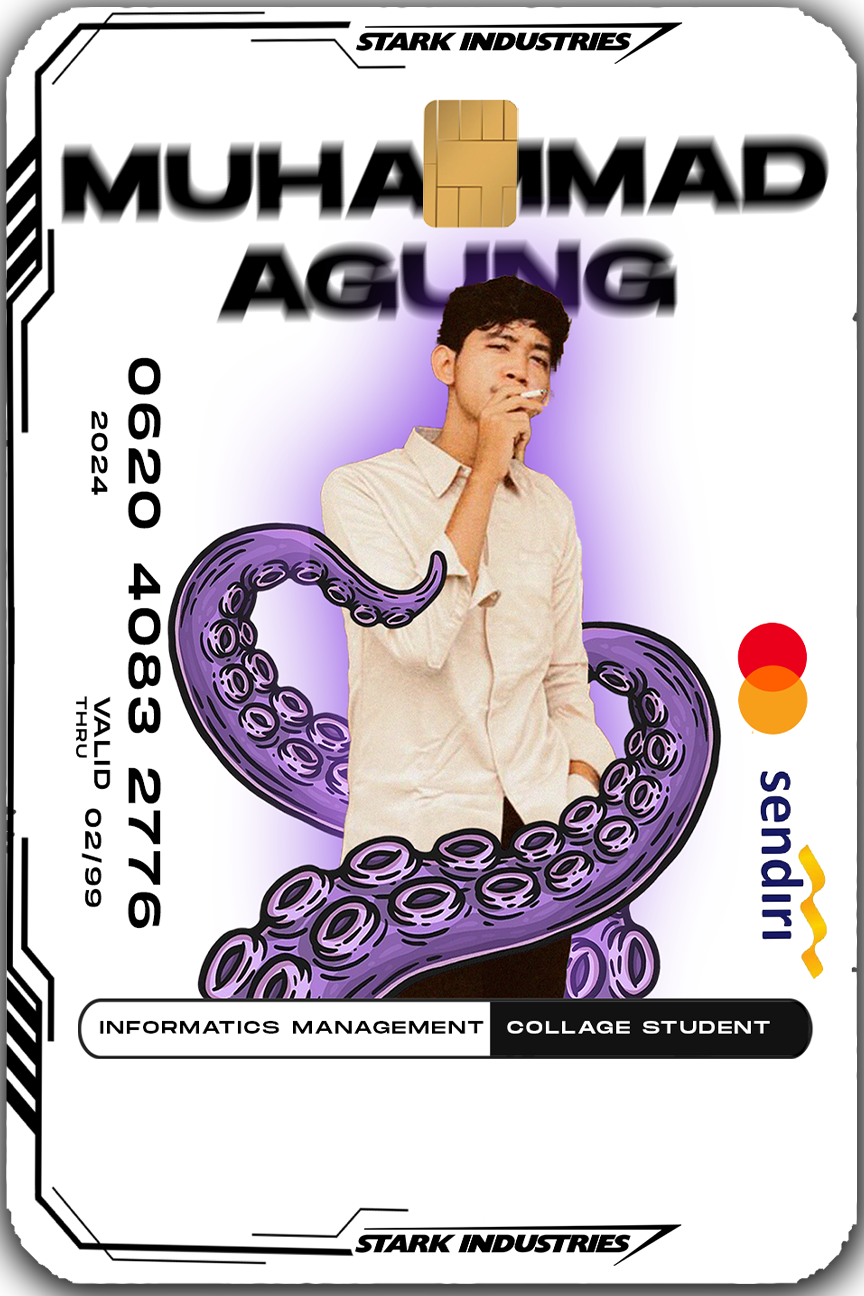 STARK INDUSTRIES
MUHAMMAD
AGUNG
0620 4083 2776
2024
VALID
THRU
02/99
sendiri
INFORMATICS MANAGEMENT
COLLAGE STUDENT
STARK INDUSTRIES